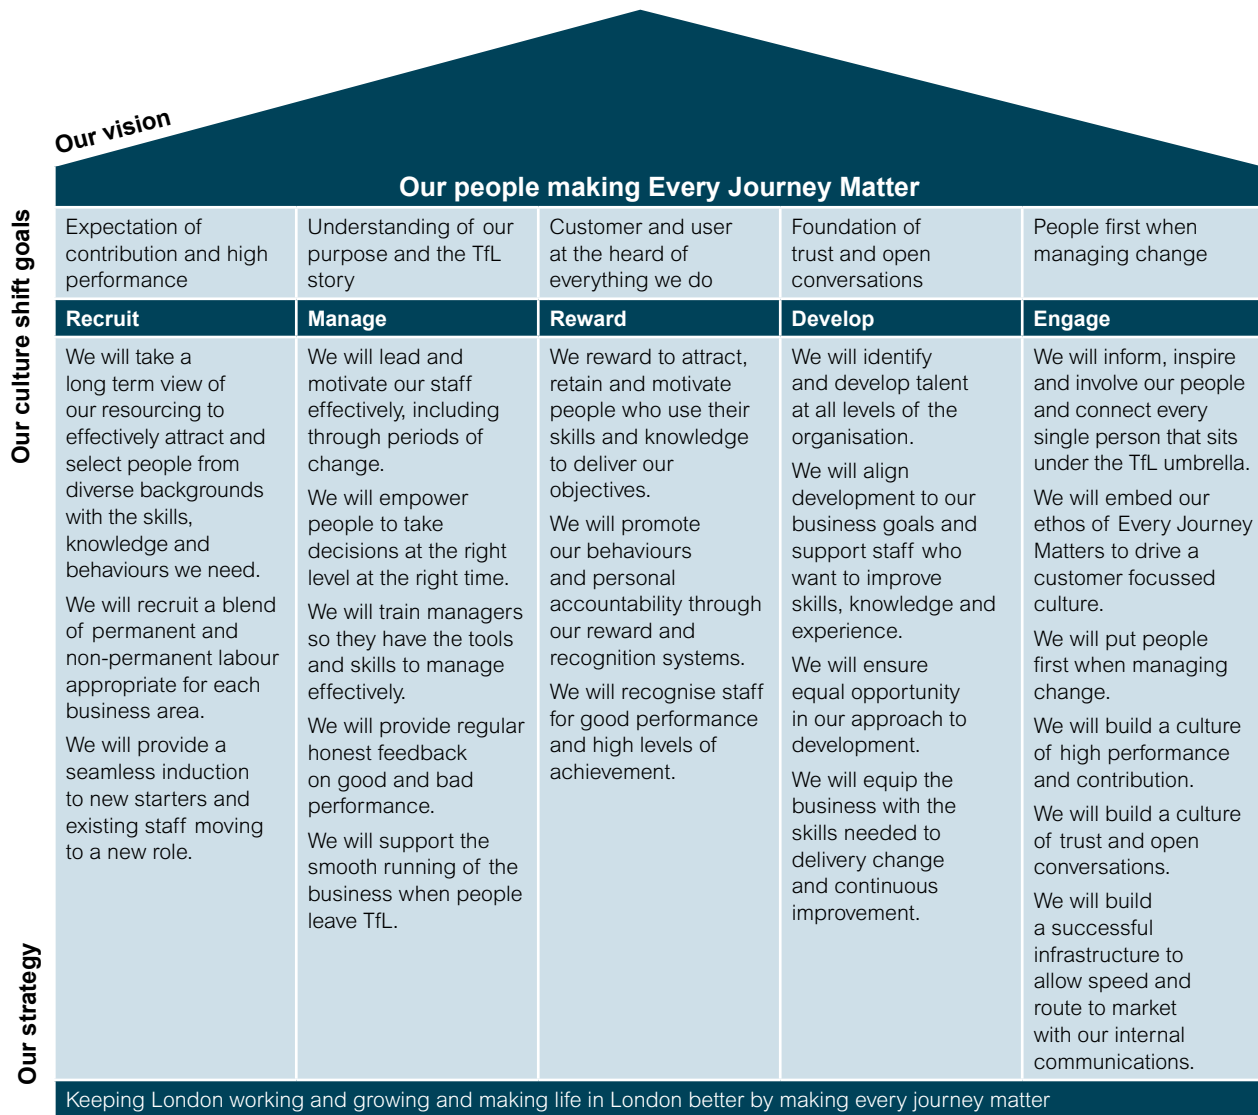 Our vision
Our people making Every Journey Matter
Our culture shift goals
Expectation of
contribution and high
performance
Understanding of our
purpose and the TfL
story
Customer and user
at the heard of
everything we do
Foundation of
trust and open
conversations
People first when
managing change
Our strategy
Recruit
We will take a
long term view of
our resourcing to
effectively attract and
select people from
diverse backgrounds
with the skills,
knowledge and
behaviours we need.
We will recruit a blend
of permanent and
non-permanent labour
appropriate for each
business area.
We will provide a
seamless induction
to new starters and
existing staff moving
to a new role.
Manage
We will lead and
motivate our staff
effectively, including
through periods of
change.
We will empower
people to take
decisions at the right
level at the right time.
We will train managers
so they have the tools
and skills to manage
effectively.
We will provide regular
honest feedback
on good and bad
performance.
We will support the
smooth running of the
business when people
leave TfL.
Reward
We reward to attract,
retain and motivate
people who use their
skills and knowledge
to deliver our
objectives.
We will promote
our behaviours
and personal
accountability through
our reward and
recognition systems.
We will recognise staff
for good performance
and high levels of
achievement.
Develop
We will identify
and develop talent
at all levels of the
organisation.
We will align
development to our
business goals and
support staff who
want to improve
skills, knowledge and
experience.
We will ensure
equal opportunity
in our approach to
development.
We will equip the
business with the
skills needed to
delivery change
and continuous
improvement.
Engage
We will inform, inspire
and involve our people
and connect every
single person that sits
under the TfL umbrella.
We will embed our
ethos of Every Journey
Matters to drive a
customer focussed
culture.
We will put people
first when managing
change.
We will build a culture
of high performance
and contribution.
We will build a culture
of trust and open
conversations.
We will build
a successful
infrastructure to
allow speed and
route to market
with our internal
communications.
Keeping London working and growing and making life in London better by making every journey matter